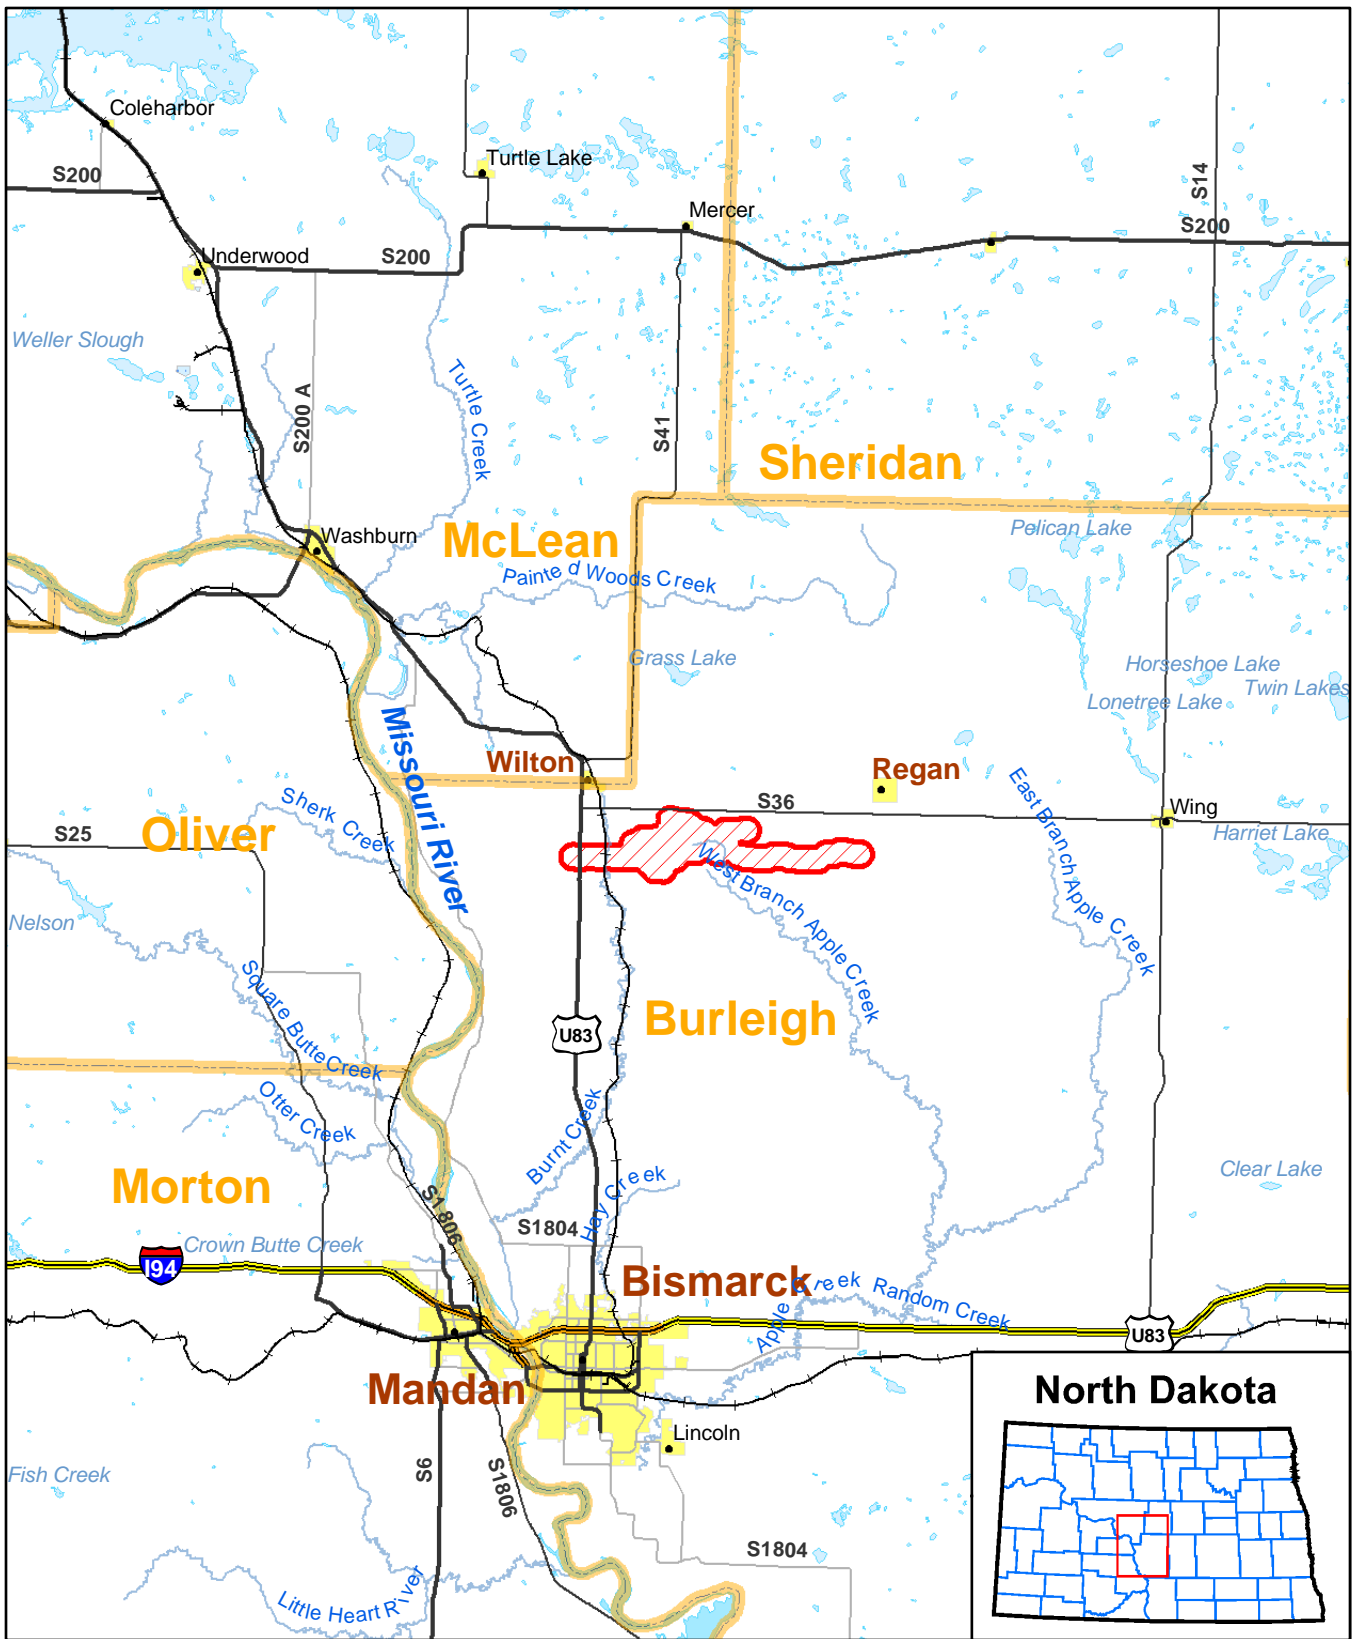 Coleharbor
Turtle Lake
S200
S14
Mercer
S200
Underwood
S200
Weller Slough
Turtle Creek
S200 A
S41
Sheridan
Pelican Lake
Washburn
McLean
Painted Woods Creek
Grass Lake
Horseshoe Lake
Twin Lakes
Lonetree Lake
Missouri River
Wilton
Regan
East Branch Apple Creek
S36
Wing
Sherk Creek
S25
Oliver
Harriet Lake
West Branch Apple Creek
Nelson
Square Butte Creek
Burleigh
U83
Otter Creek
Burnt Creek
Morton
Clear Lake
Hay Creek
S1806
S1804
Crown Butte Creek
I94
Bismarck
Apple Creek
Random Creek
U83
Mandan
North Dakota
Lincoln
Fish Creek
S6
S1806
S1804
Little Heart River